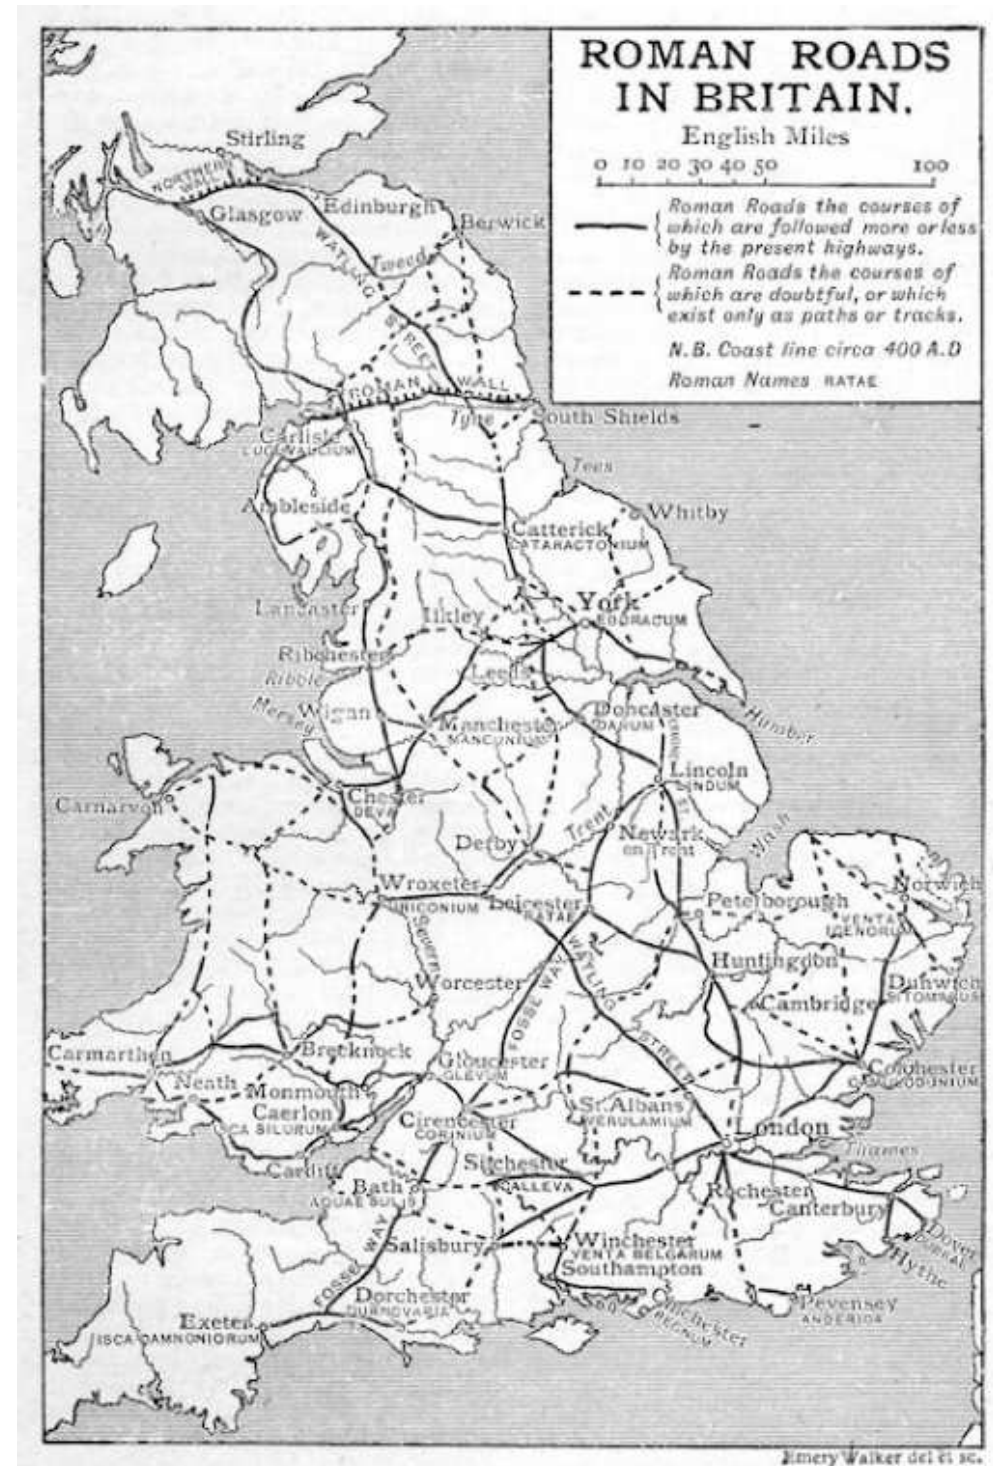 ROMAN ROADS
IN BRITAIN.
English Miles
0 10 20 30 40 50 100
Roman Roads the courses of
which are followed more or less
by the present highways.
Roman Roads the courses of
which are doubtful, or which
exist only as paths or tracks.
N.B. Coast line circa 400 A.D
Roman Names RATAE
Stirling
NORTHERN
WALL
Glasgow
Edinburgh
Berwick
WATLING
Tweed
STREET
ROMAN WALL
Tyne
South Shields
Carlisle
LUGUVALLIUM
Tees
Ambleside
Whitby
Catterick
CATARACTONIUM
Lancaster
Ilkley
York
EBORACUM
Ribchester
Ribble
Leeds
Mersey
Wigan
Manchester
MANCUNIUM
Doncaster
DANUM
Humber
Lincoln
LINDUM
Carnarvon
Chester
DEVA
Trent
Newark
on Trent
Wash
Derby
Wroxeter
URICONIUM
Leicester
RATAE
Peterborough
Norwich
VENTA
ICENORUM
Severn
WATLING
FOSSE WAY
Huntingdon
Worcester
Cambridge
Dunwich
SITOMAGUS
STREET
Carmarthen
Brecknock
Gloucester
GLEVUM
Colchester
CAMULODUNUM
Neath
Monmouth
Caerlon
ISCA SILURUM
Cirencester
CORINIUM
St. Albans
VERULAMIUM
London
Thames
Cardiff
Silchester
CALLEVA
Bath
AQUAE SULIS
Rochester
Canterbury
Dover
DUBRAE
Hythe
Salisbury
Winchester
VENTA BELGARUM
Southampton
FOSSE WAY
Dorchester
DURNOVARIA
Chichester
REGNUM
Pevensey
ANDERIDA
Exeter
ISCA DAMNONIORUM
Emery Walker del et sc.